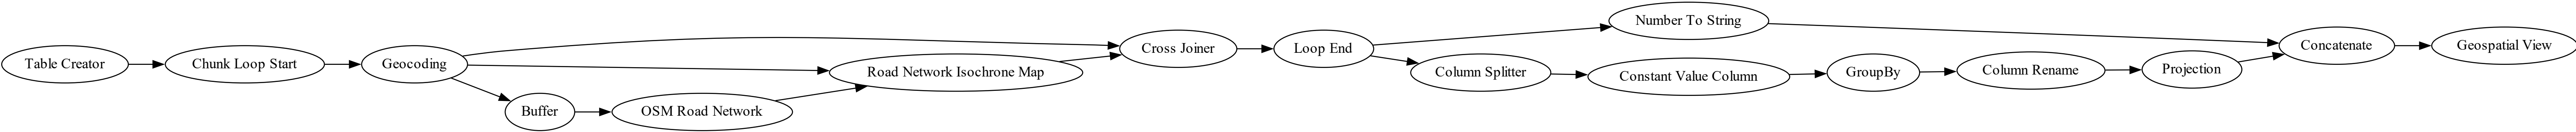 Table Creator
Chunk Loop Start
Geocoding
Buffer
OSM Road Network
Road Network Isochrone Map
Cross Joiner
Loop End
Number To String
Column Splitter
Constant Value Column
GroupBy
Column Rename
Projection
Concatenate
Geospatial View